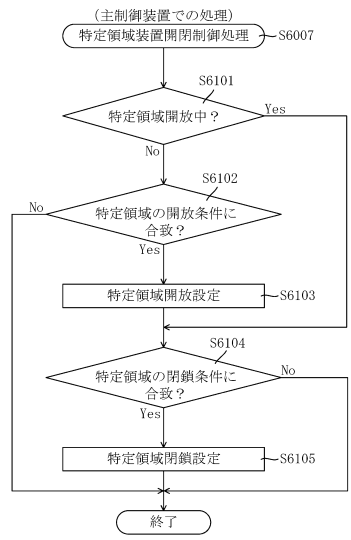 (主制御装置での処理)
特定領域装置開閉制御処理
S6007
S6101
特定領域開放中？
Yes
No
S6102
No
特定領域の開放条件に
合致？
Yes
特定領域開放設定
S6103
S6104
特定領域の閉鎖条件に
合致？
No
Yes
特定領域閉鎖設定
S6105
終了